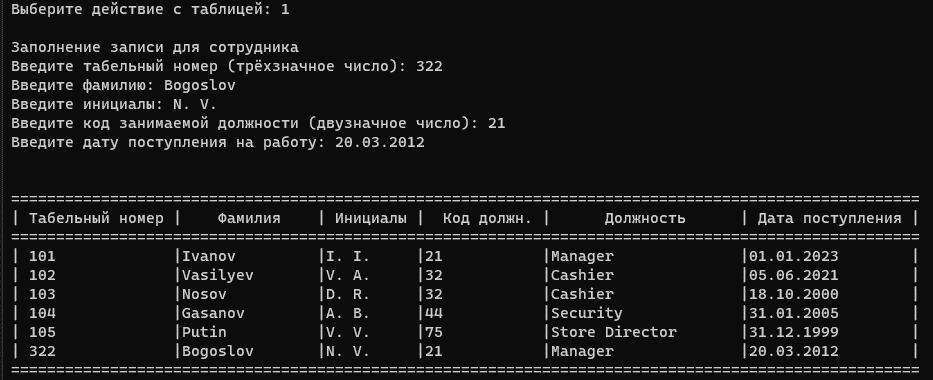 Выберите действие с таблицей: 1
Заполнение записи для сотрудника
Введите табельный номер (трёхзначное число): 322
Введите фамилию: Bogoslov
Введите инициалы: N. V.
Введите код занимаемой должности (двузначное число): 21
Введите дату поступления на работу: 20.03.2012
=====================================================================================================
| Табельный номер |    Фамилия    | Инициалы |  Код должн. |      Должность      | Дата поступления |
=====================================================================================================
| 101             |Ivanov         |I. I.     |21           |Manager              |01.01.2023        |
| 102             |Vasilyev       |V. A.     |32           |Cashier              |05.06.2021        |
| 103             |Nosov          |D. R.     |32           |Cashier              |18.10.2000        |
| 104             |Gasanov        |A. B.     |44           |Security             |31.01.2005        |
| 105             |Putin          |V. V.     |75           |Store Director       |31.12.1999        |
| 322             |Bogoslov       |N. V.     |21           |Manager              |20.03.2012        |
=====================================================================================================